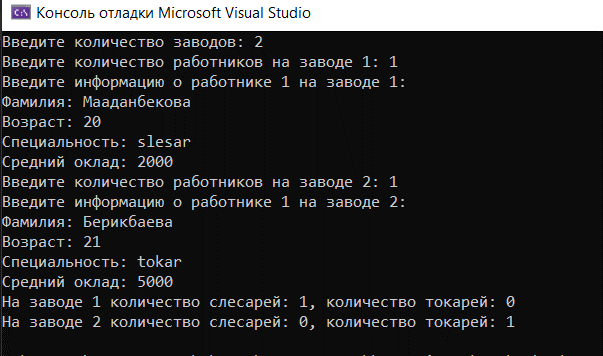 Консоль отладки Microsoft Visual Studio
Введите количество заводов: 2
Введите количество работников на заводе 1: 1
Введите информацию о работнике 1 на заводе 1:
Фамилия: Мааданбекова
Возраст: 20
Специальность: slesar
Средний оклад: 2000
Введите количество работников на заводе 2: 1
Введите информацию о работнике 1 на заводе 2:
Фамилия: Берикбаева
Возраст: 21
Специальность: tokar
Средний оклад: 5000
На заводе 1 количество слесарей: 1, количество токарей: 0
На заводе 2 количество слесарей: 0, количество токарей: 1